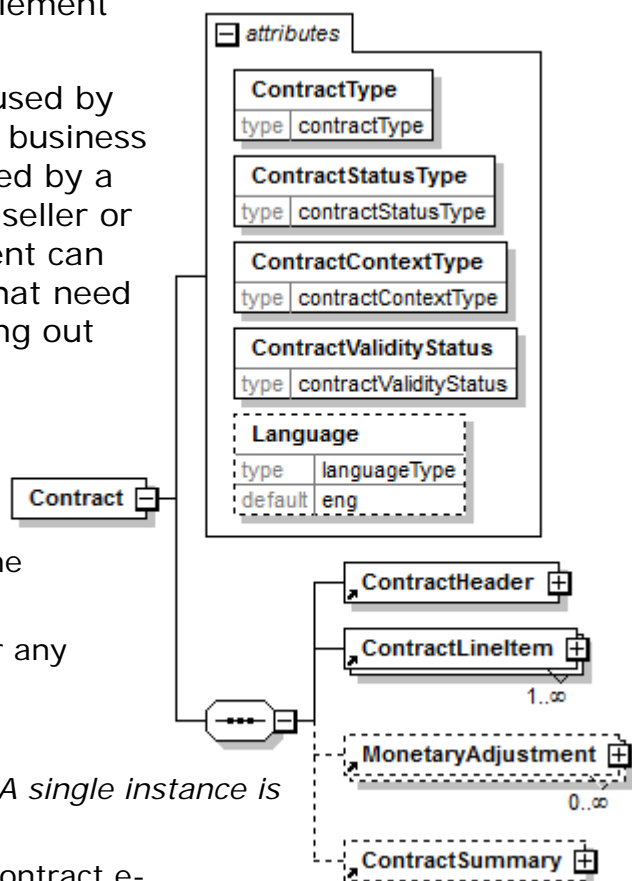 lement
used by
business
ed by a
seller or
ent can
hat need
ng out
ne
r any
A single instance is
ontract e-
attributes
ContractType
type contractType
ContractStatusType
type contractStatusType
ContractContextType
type contractContextType
ContractValidityStatus
type contractValidityStatus
Language
type languageType
default eng
Contract
ContractHeader
ContractLineItem
1..∞
MonetaryAdjustment
0..∞
ContractSummary